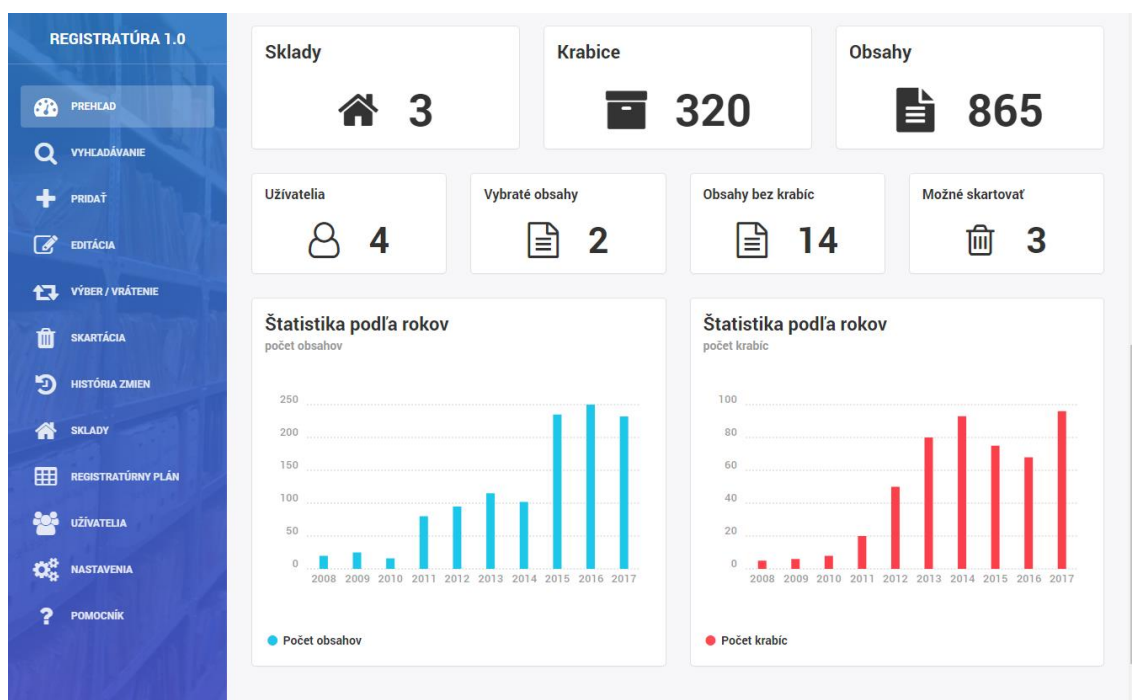 REGISTRATÚRA 1.0
PREHĽAD
VYHĽADÁVANIE
PRIDAŤ
EDITÁCIA
VÝBER / VRÁTENIE
SKARTÁCIA
HISTÓRIA ZMIEN
SKLADY
REGISTRATÚRNY PLÁN
UŽÍVATELIA
NASTAVENIA
POMOCNÍK
Sklady
3
Krabice
320
Obsahy
865
Užívatelia
4
Vybraté obsahy
2
Obsahy bez krabíc
14
Možné skartovať
3
Štatistika podľa rokov
počet obsahov
250
200
150
100
50
0
2008 2009 2010 2011 2012 2013 2014 2015 2016 2017
Počet obsahov
Štatistika podľa rokov
počet krabíc
100
80
60
40
20
0
2008 2009 2010 2011 2012 2013 2014 2015 2016 2017
Počet krabíc